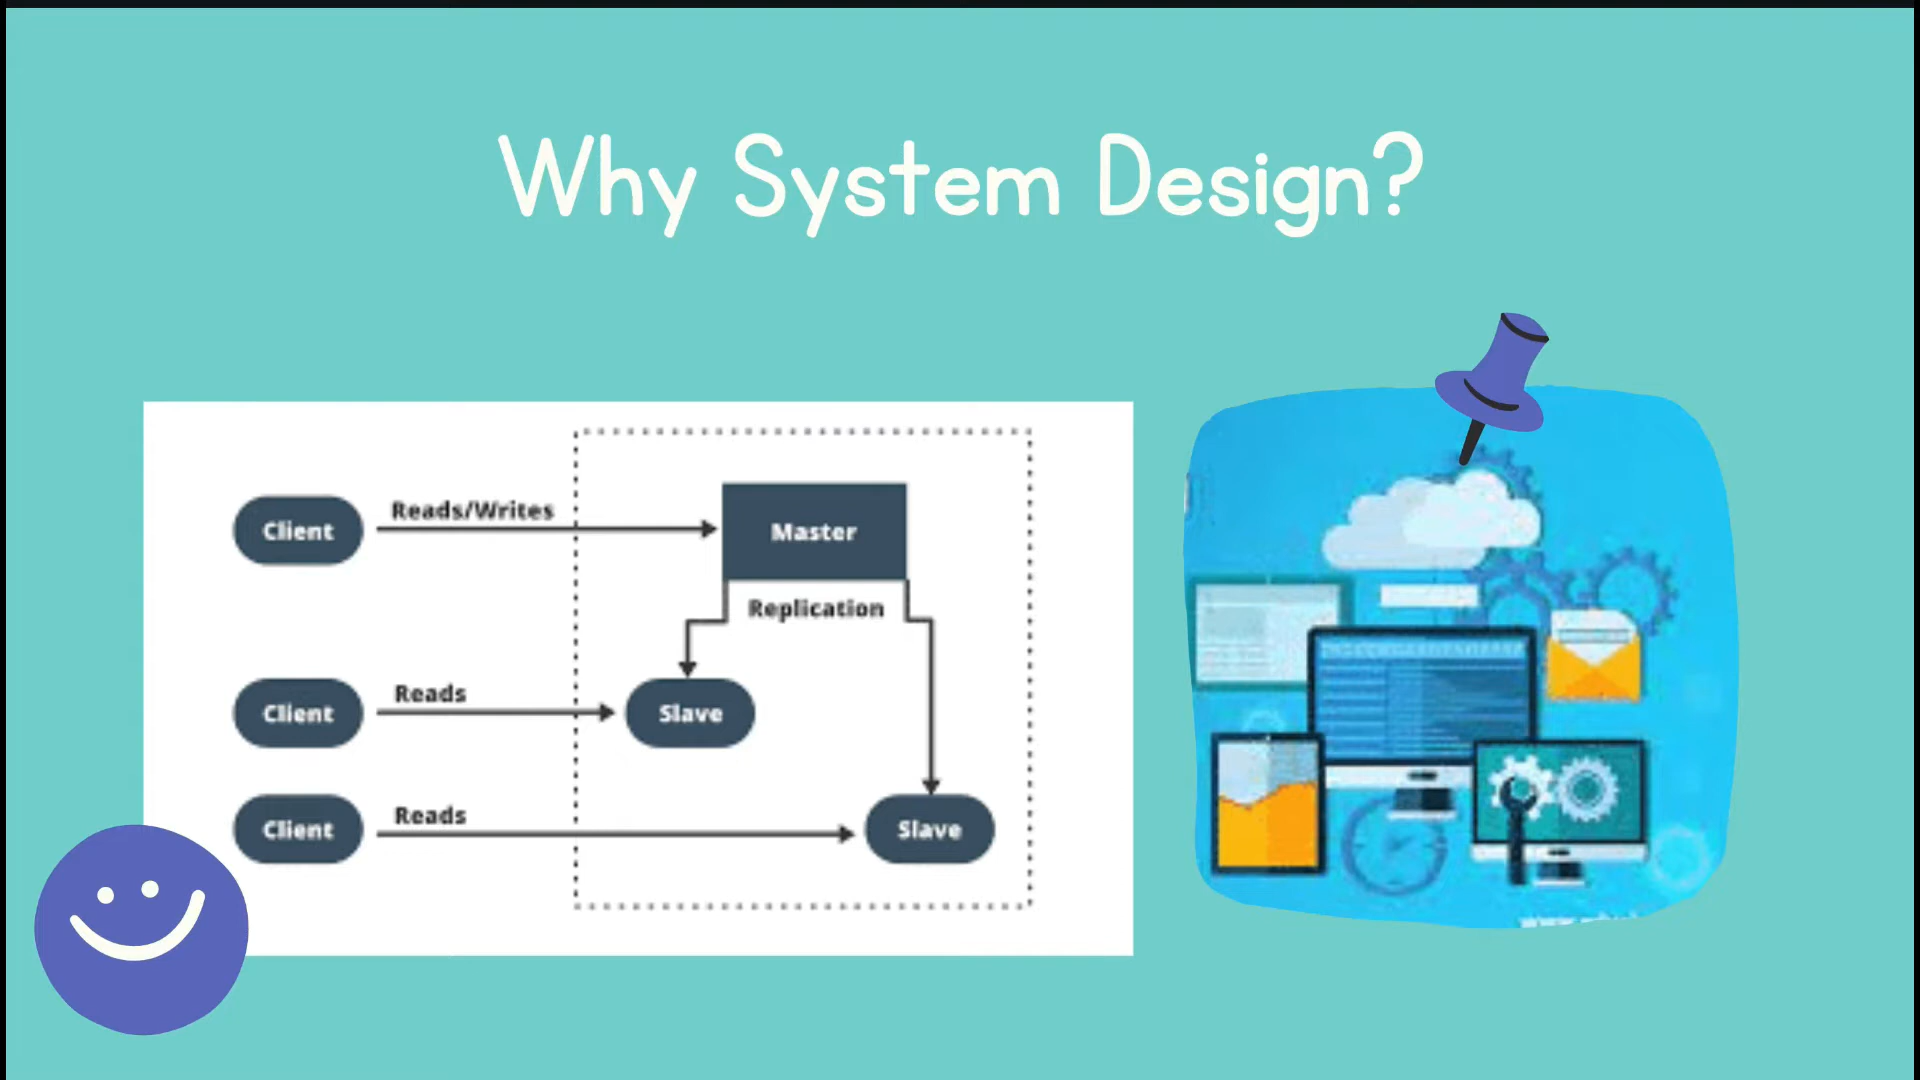 Why System Design?
Reads/Writes
Client
Master
Replication
Reads
Client
Slave
Reads
Client
Slave